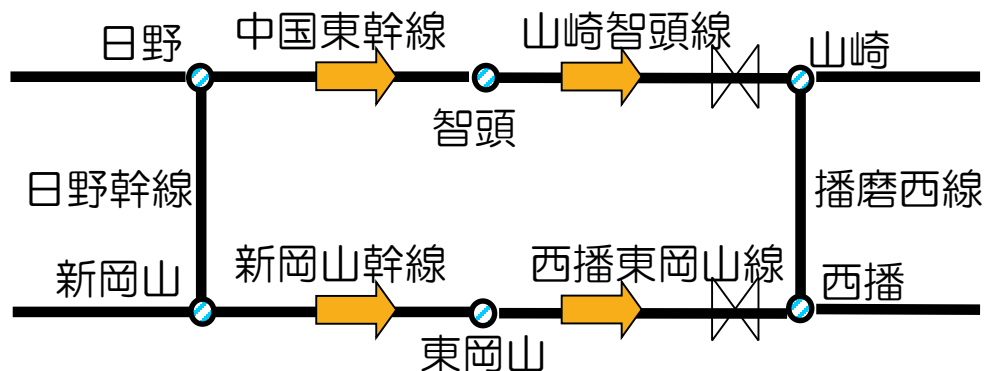 日野
中国東幹線
山崎智頭線
山崎
智頭
日野幹線
播磨西線
新岡山
新岡山幹線
西播東岡山線
西播
東岡山